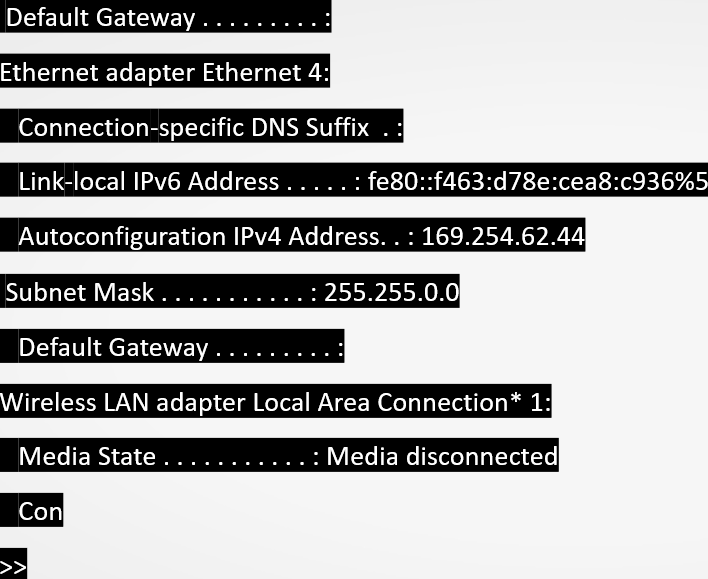 Default Gateway . . . . . . . . . :
Ethernet adapter Ethernet 4:
Connection-specific DNS Suffix  . :
Link-local IPv6 Address . . . . . : fe80::f463:d78e:cea8:c936%5
Autoconfiguration IPv4 Address. . : 169.254.62.44
Subnet Mask . . . . . . . . . . . : 255.255.0.0
Default Gateway . . . . . . . . . :
Wireless LAN adapter Local Area Connection* 1:
Media State . . . . . . . . . . . : Media disconnected
Con
>>